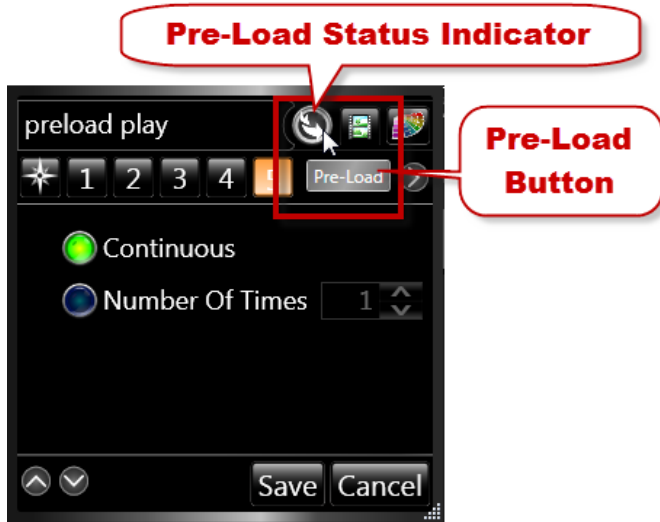 Pre-Load Status Indicator
preload play
1 2 3 4 5 Pre-Load
Pre-Load
Button
Continuous
Number Of Times 1
Save Cancel